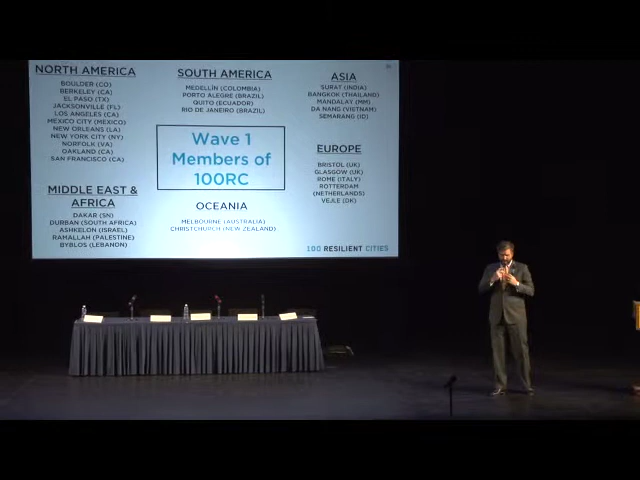 NORTH AMERICA
BOULDER (CO)
BERKELEY (CA)
EL PASO (TX)
JACKSONVILLE (FL)
LOS ANGELES (CA)
MEXICO CITY (MEXICO)
NEW ORLEANS (LA)
NEW YORK CITY (NY)
NORFOLK (VA)
OAKLAND (CA)
SAN FRANCISCO (CA)
MIDDLE EAST &
AFRICA
DAKAR (SN)
DURBAN (SOUTH AFRICA)
ASHKELON (ISRAEL)
RAMALLAH (PALESTINE)
BYBLOS (LEBANON)
SOUTH AMERICA
MEDELLÍN (COLOMBIA)
PORTO ALEGRE (BRAZIL)
QUITO (ECUADOR)
RIO DE JANEIRO (BRAZIL)
Wave 1
Members of
100RC
OCEANIA
MELBOURNE (AUSTRALIA)
CHRISTCHURCH (NEW ZEALAND)
ASIA
SURAT (INDIA)
BANGKOK (THAILAND)
MANDALAY (MM)
DA NANG (VIETNAM)
SEMARANG (ID)
EUROPE
BRISTOL (UK)
GLASGOW (UK)
ROME (ITALY)
ROTTERDAM
(NETHERLANDS)
VEJLE (DK)
100 RESILIENT CITIES